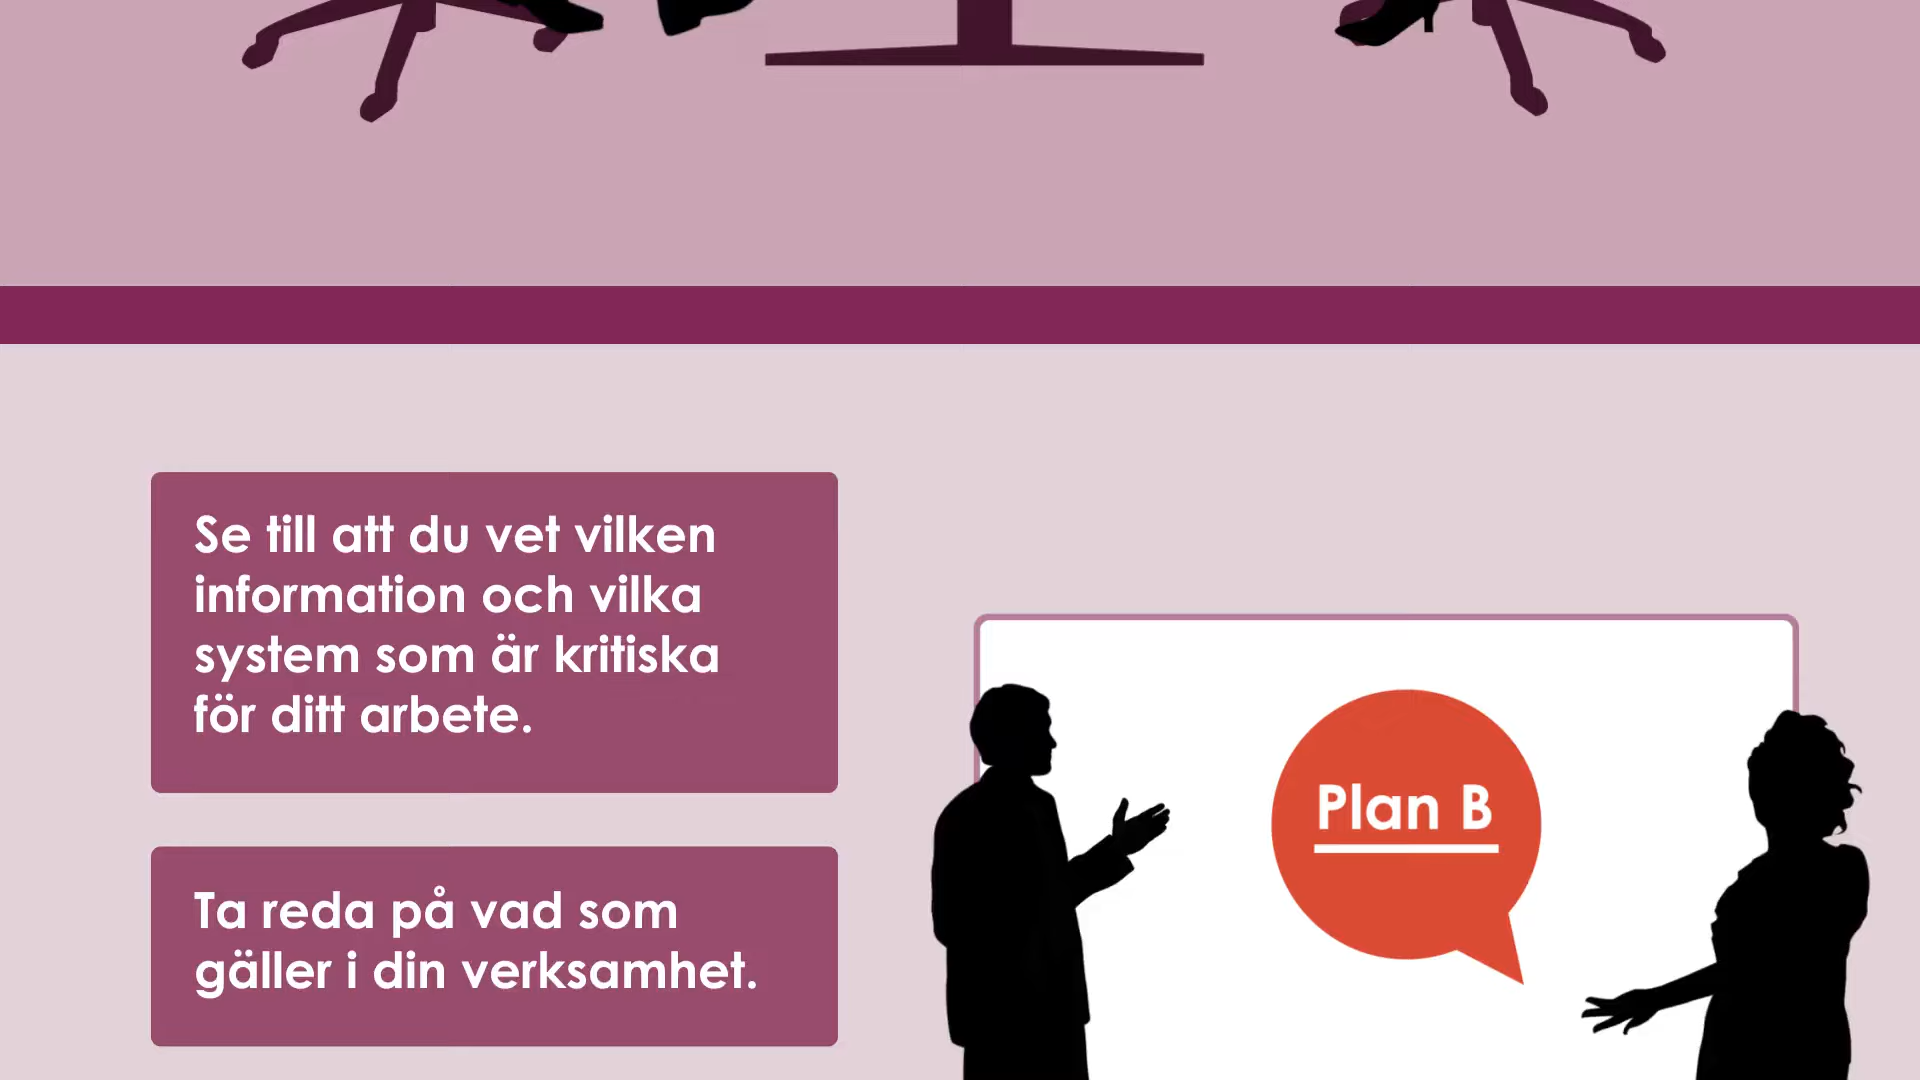 Se till att du vet vilken
information och vilka
system som är kritiska
för ditt arbete.
Ta reda på vad som
gäller i din verksamhet.
Plan B